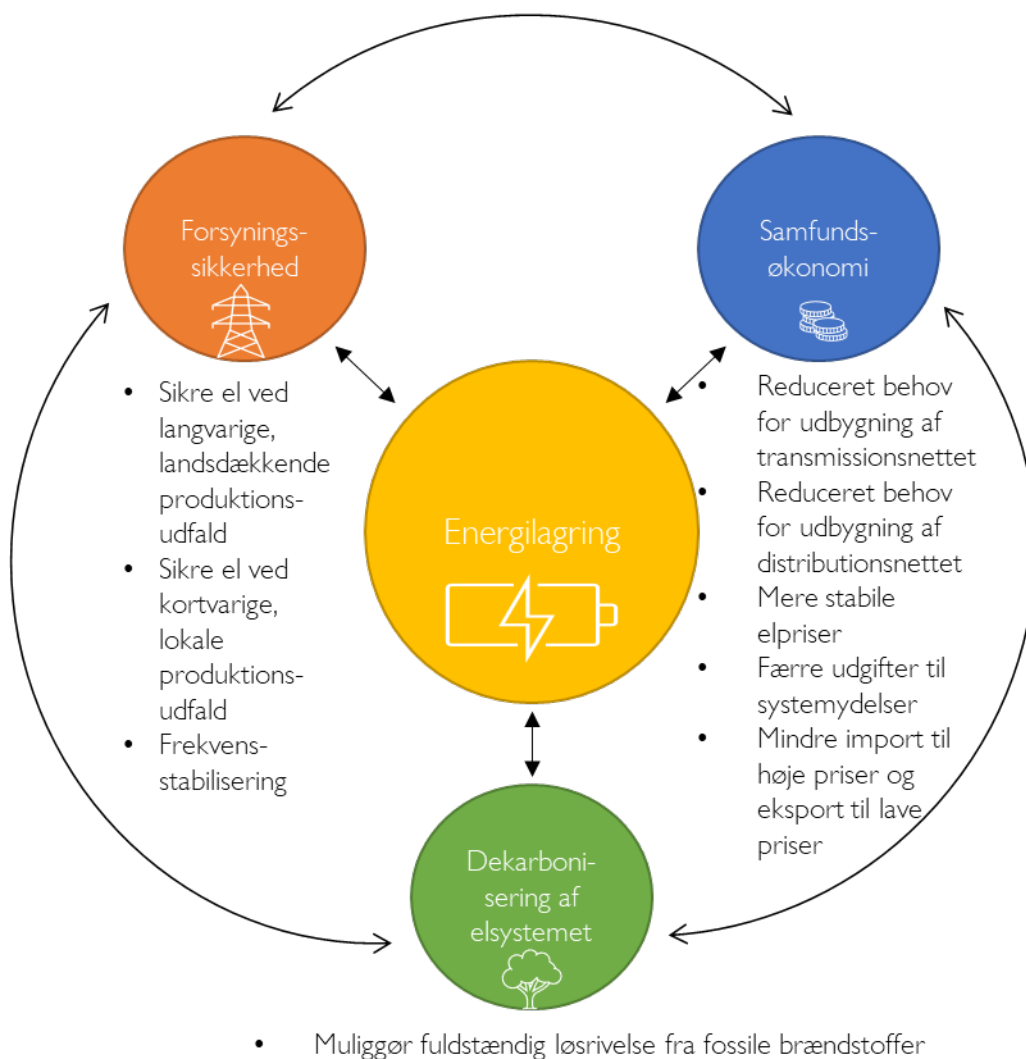 Forsynings-
sikkerhed
Samfunds-
økonomi
• Sikre el ved
langvarige,
landsdækkende
produktions-
udfald
• Sikre el ved
kortvarige,
lokale
produktions-
udfald
• Frekvens-
stabilisering
Energilagring
• Reduceret behov
for udbygning af
transmissionsnettet
• Reduceret behov
for udbygning af
distributionsnettet
• Mere stabile
elpriser
• Færre udgifter til
systemydelser
• Mindre import til
høje priser og
eksport til lave
priser
Dekarboni-
sering af
elsystemet
• Muliggør fuldstændig løsrivelse fra fossile brændstoffer